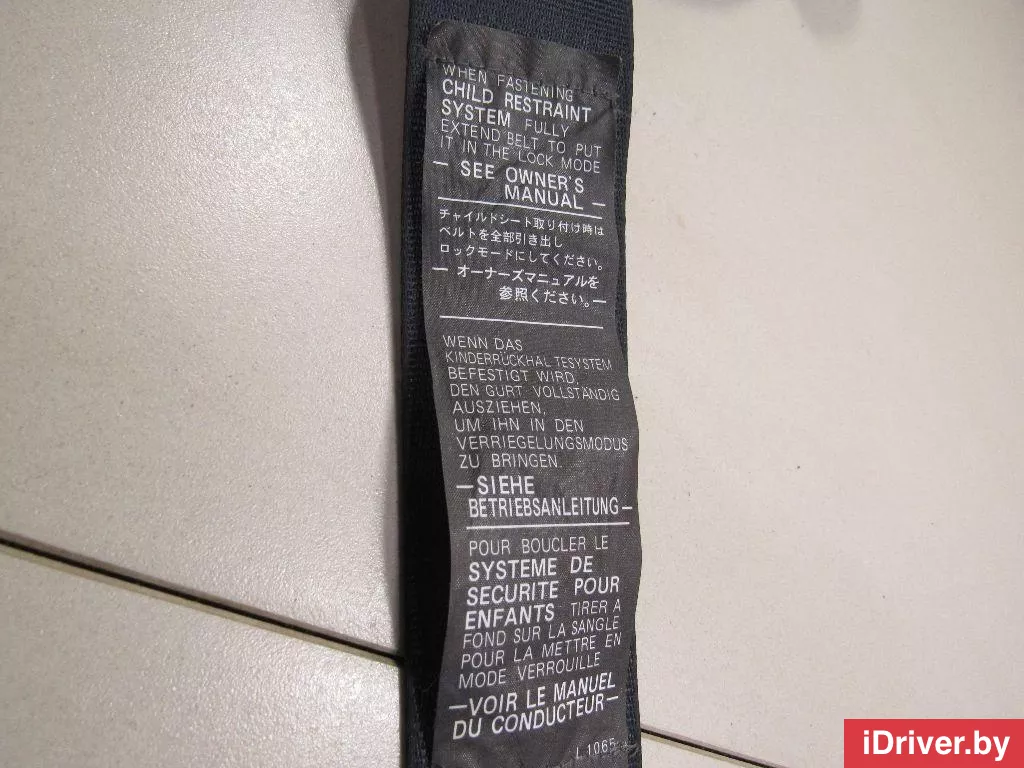 WHEN FASTENING
CHILD RESTRAINT
SYSTEM FULLY
EXTEND BELT TO PUT
IT IN THE LOCK MODE
— SEE OWNER'S
MANUAL —
チャイルドシート取り付け時は
ベルトを全部引き出し
ロックモードにしてください。
— オーナーズマニュアルを
参照ください。—
WENN DAS
KINDERRÜCKHALTESYSTEM
BEFESTIGT WIRD,
DEN GURT VOLLSTÄNDIG
AUSZIEHEN,
UM IHN IN DEN
VERRIEGELUNGSMODUS
ZU BRINGEN.
—SIEHE
BETRIEBSANLEITUNG—
POUR BOUCLER LE
SYSTEME DE
SECURITE POUR
ENFANTS TIRER A
FOND SUR LA SANGLE
POUR LA METTRE EN
MODE VERROUILLE
—VOIR LE MANUEL
DU CONDUCTEUR—
L1065
iDriver.by